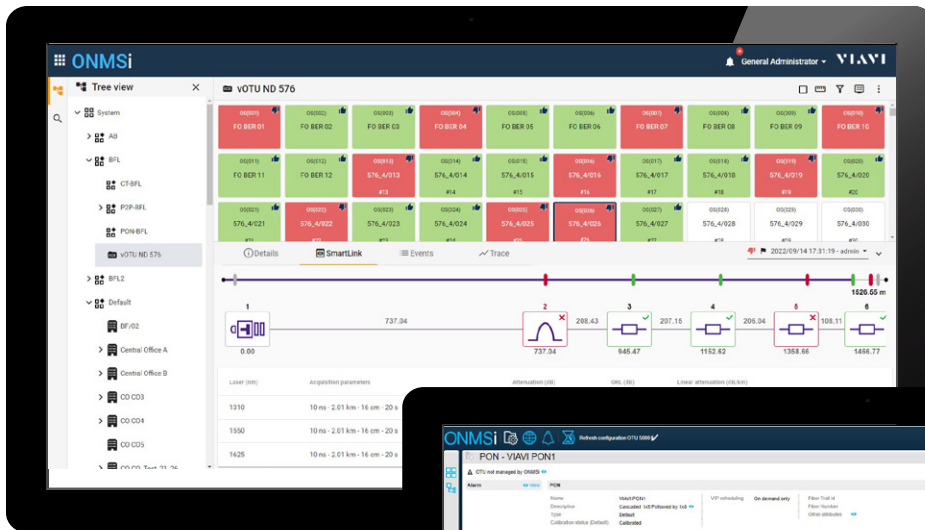 ONMSi
General Administrator
VIAVI
Tree view
vOTU ND 576
System
AB
BFL
CT-BFL
P2P-BFL
PON-BFL
vOTU ND 576
BFL2
Default
BF/02
Central Office A
Central Office B
CO CO3
CO CO4
CO CO5
OS(001) OS(002) OS(003) OS(004) OS(005) OS(006) OS(007) OS(008) OS(009) OS(010)
FO BER 01 FO BER 02 FO BER 03 FO BER 04 FO BER 05 FO BER 06 FO BER 07 FO BER 08 FO BER 09 FO BER 10
OS(011) OS(012) OS(013) OS(014) OS(015) OS(016) OS(017) OS(018) OS(019) OS(020)
FO BER 11 FO BER 12 576_4/013 576_4/014 576_4/015 576_4/016 576_4/017 576_4/018 576_4/019 576_4/020
#13 #14 #15 #16 #17 #18 #19 #20
OS(021) OS(022) OS(023) OS(024) OS(025) OS(026) OS(027) OS(028) OS(029) OS(030)
576_4/021 576_4/022 576_4/023 576_4/024 576_4/025 576_4/026 576_4/027 576_4/028 576_4/029 576_4/030
Details SmartLink Events Trace
2022/09/14 17:31:19 - admin
1526.55 m
1 2 3 4 5 6
737.04 208.43 207.15 206.04 108.11
0.00 737.04 945.47 1152.62 1358.66 1466.77
Laser (nm) Acquisition parameters Attenuation (dB) ORL (dB) Linear attenuation (dB/km)
1310 10 ns - 2.01 km - 16 cm - 20 s
1550 10 ns - 2.01 km - 16 cm - 20 s
1625 10 ns - 2.01 km - 16 cm - 20 s
ONMSi
Refresh configuration OTU 5000
PON - VIAVI PON1
OTU not managed by ONMSi
Alarm
PON
Name VIAVI PON1 VIP scheduling On demand only Fiber Trail id
Description Cascaded 1x8 Followed by 1x8 Fiber Number
Type Default Other attributes
Calibration status (Default) Calibrated